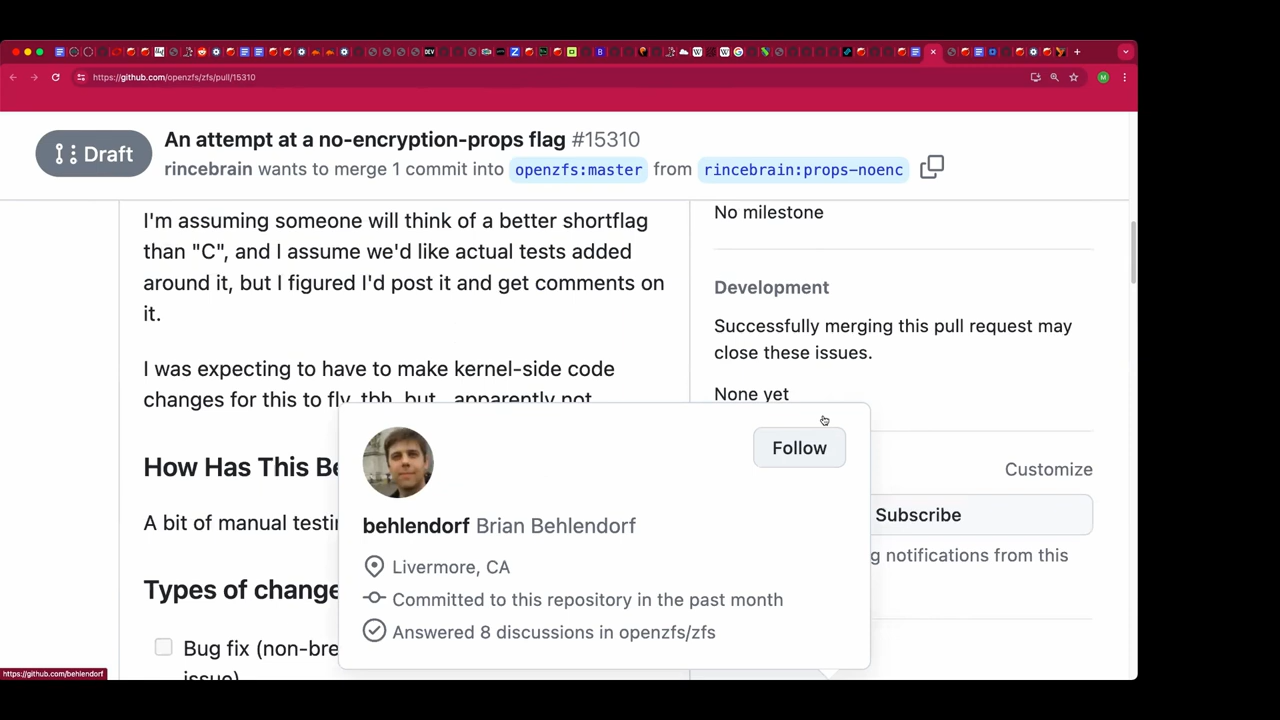 https://github.com/openzfs/zfs/pull/15310
Draft
An attempt at a no-encryption-props flag #15310
rincebrain wants to merge 1 commit into openzfs:master from rincebrain:props-noenc
I'm assuming someone will think of a better shortflag
than "C", and I assume we'd like actual tests added
around it, but I figured I'd post it and get comments on
it.
I was expecting to have to make kernel-side code
changes for this to fly, tbh, but...apparently not.
How Has This Be
A bit of manual testin
Types of change
Bug fix (non-bre
issue)
No milestone
Development
Successfully merging this pull request may
close these issues.
None yet
Customize
Subscribe
g notifications from this
Follow
behlendorf Brian Behlendorf
Livermore, CA
Committed to this repository in the past month
Answered 8 discussions in openzfs/zfs
https://github.com/behlendorf